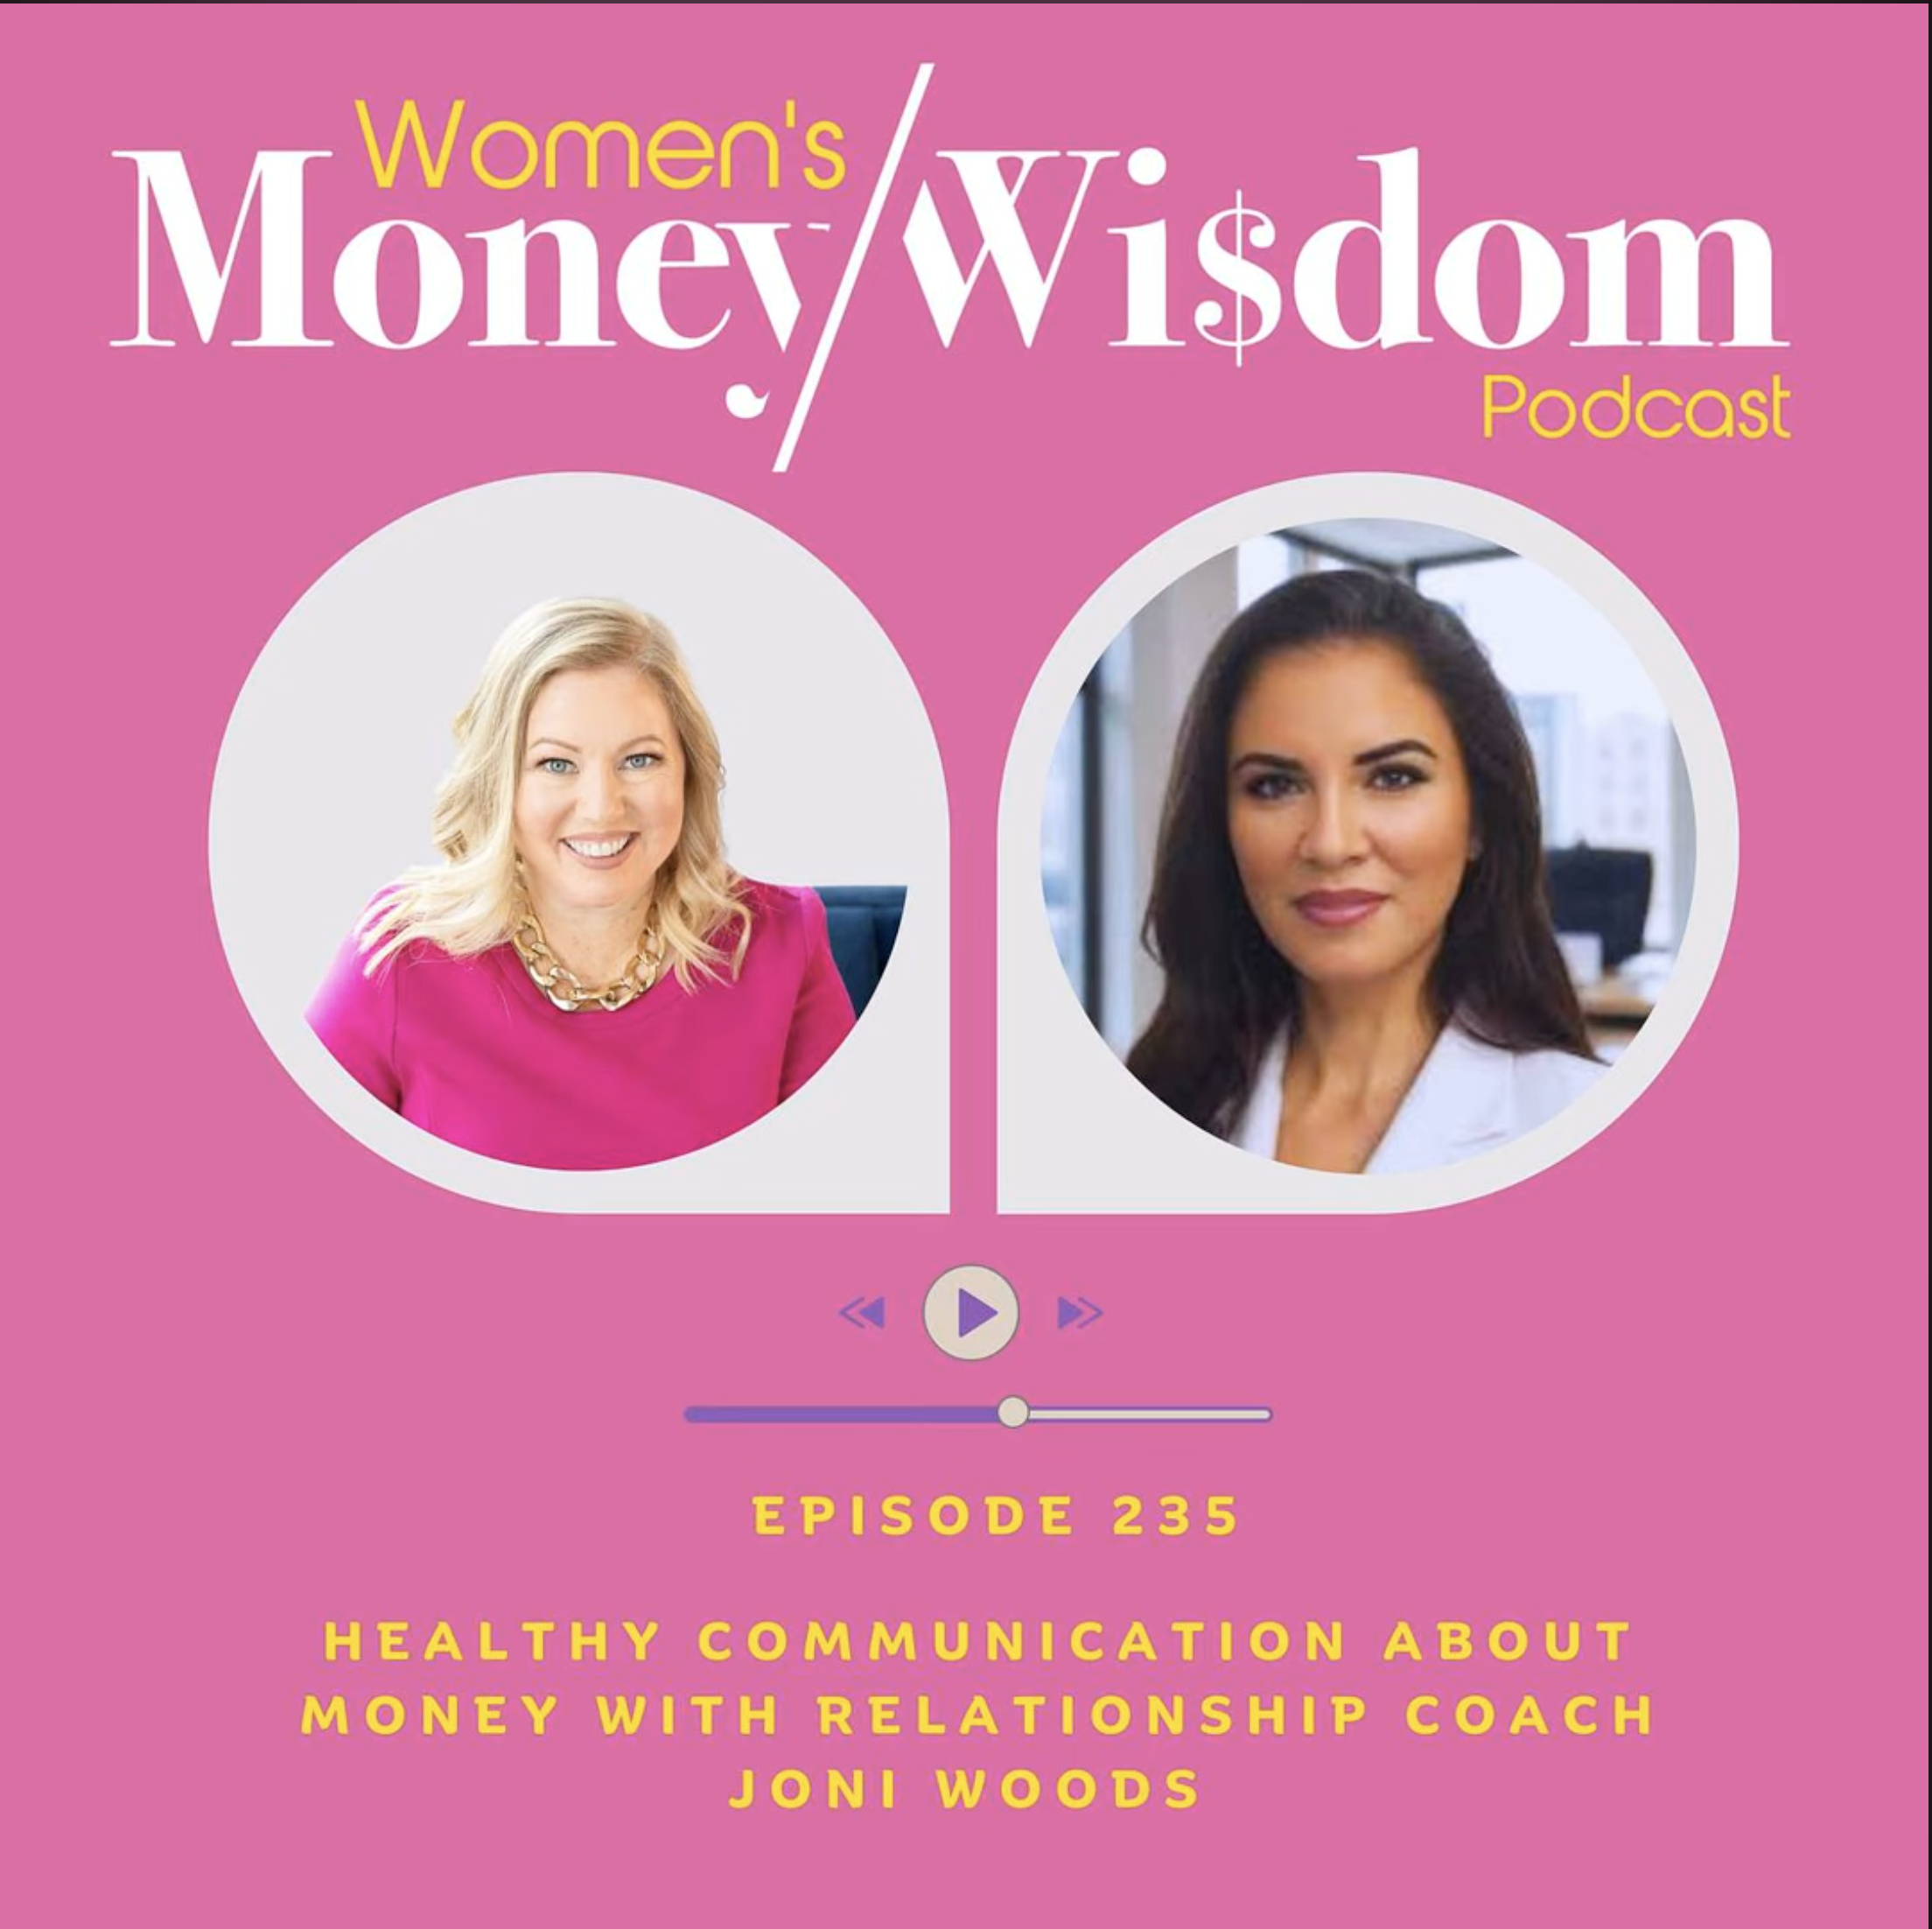 Women's
Money/Wi$dom
Podcast
EPISODE 235
HEALTHY COMMUNICATION ABOUT
MONEY WITH RELATIONSHIP COACH
JONI WOODS